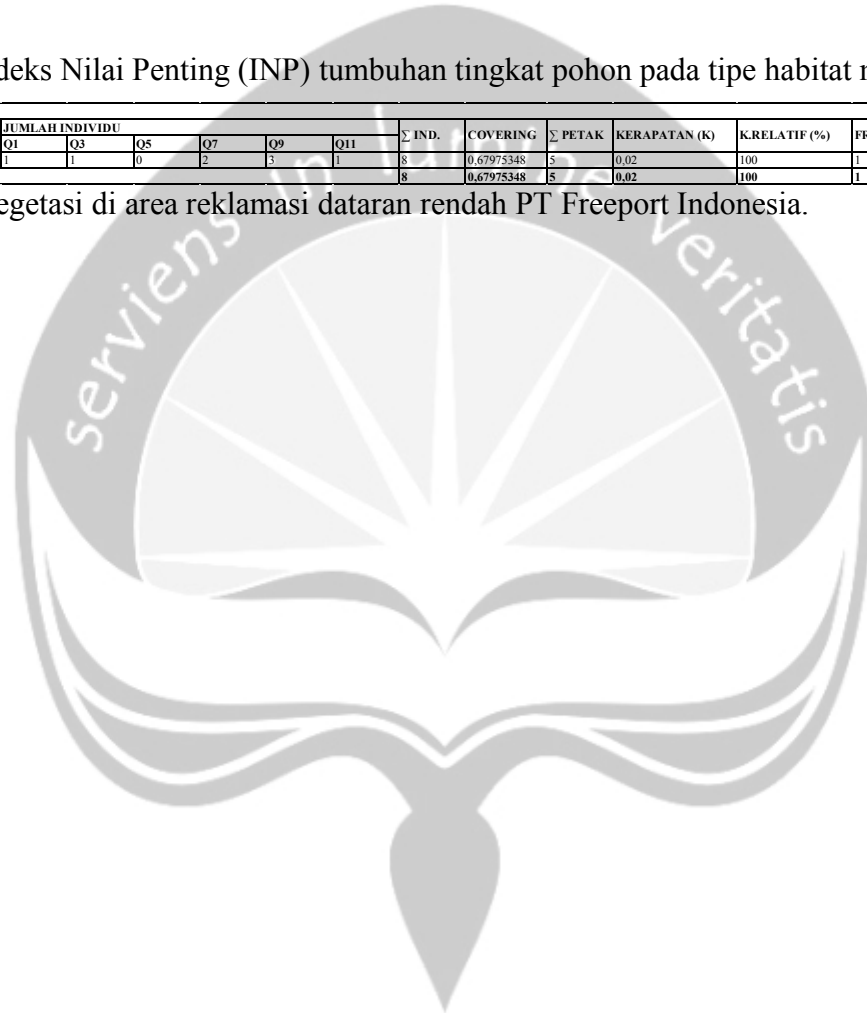 deks Nilai Penting (INP) tumbuhan tingkat pohon pada tipe habitat
JUMLAH INDIVIDU ∑ IND. COVERING ∑ PETAK KERAPATAN (K) K.RELATIF (%) FR
Q1 Q3 Q5 Q7 Q9 Q11
1 1 0 2 3 1 8 0,67975348 5 0,02 100 1
8 0,67975348 5 0,02 100 1
egetasi di area reklamasi dataran rendah PT Freeport Indonesia.
serviens in lumine veritatis